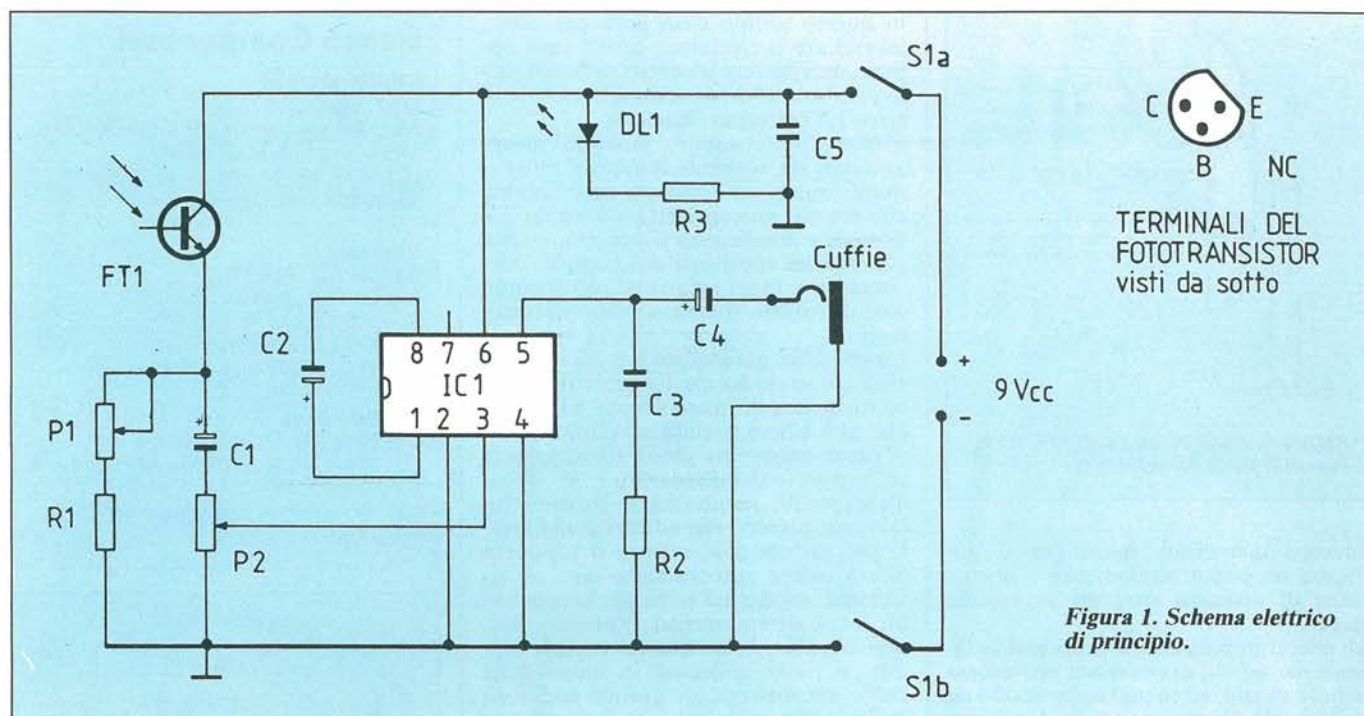 S1a
C
E
B
NC
TERMINALI DEL
FOTOTRANSISTOR
visti da sotto
DL1
C5
R3
FT1
Cuffie
C4
C2
8 7 6 5
IC1
1 2 3 4
C3
+
9 Vcc
−
P1
C1
R1
P2
R2
S1b
Figura 1. Schema elettrico
di principio.